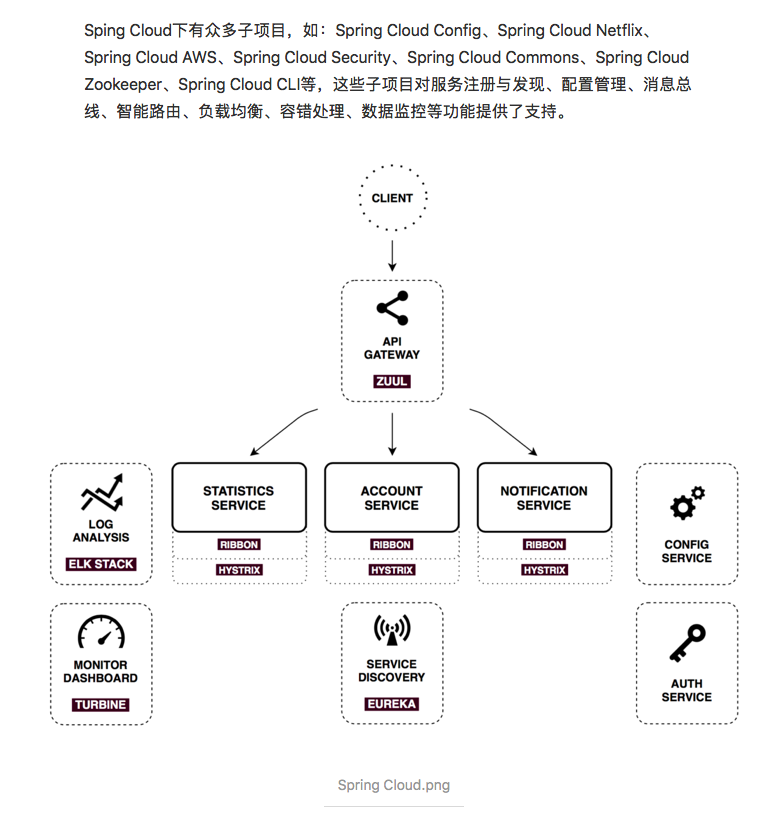 Sping Cloud下有众多子项目，如：Spring Cloud Config、Spring Cloud Netflix、
Spring Cloud AWS、Spring Cloud Security、Spring Cloud Commons、Spring Cloud
Zookeeper、Spring Cloud CLI等，这些子项目对服务注册与发现、配置管理、消息总
线、智能路由、负载均衡、容错处理、数据监控等功能提供了支持。
CLIENT
API
GATEWAY
ZUUL
LOG
ANALYSIS
ELK STACK
STATISTICS
SERVICE
RIBBON
HYSTRIX
ACCOUNT
SERVICE
RIBBON
HYSTRIX
NOTIFICATION
SERVICE
RIBBON
HYSTRIX
CONFIG
SERVICE
MONITOR
DASHBOARD
TURBINE
SERVICE
DISCOVERY
EUREKA
AUTH
SERVICE
Spring Cloud.png